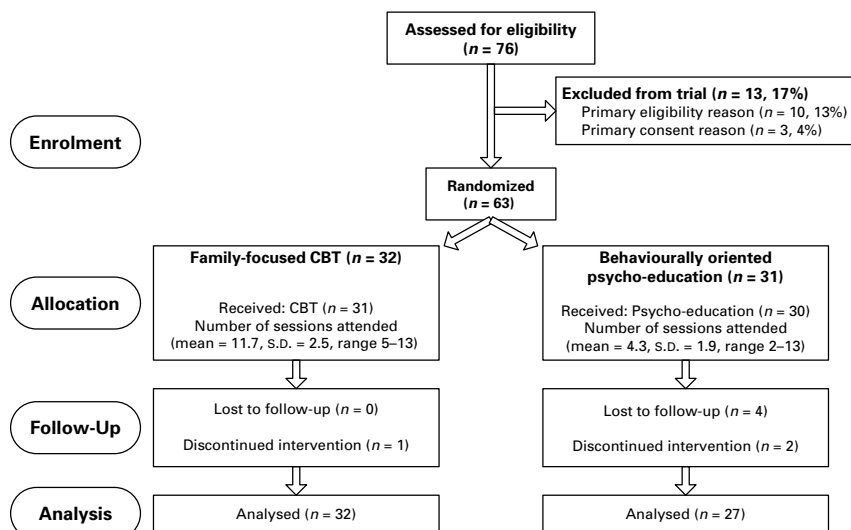 Assessed for eligibility
(n = 76)
Excluded from trial (n = 13, 17%)
Primary eligibility reason (n = 10, 13%)
Primary consent reason (n = 3, 4%)
Enrolment
Randomized
(n = 63)
Family-focused CBT (n = 32)
Received: CBT (n = 31)
Number of sessions attended
(mean = 11.7, S.D. = 2.5, range 5–13)
Behaviourally oriented
psycho-education (n = 31)
Received: Psycho-education (n = 30)
Number of sessions attended
(mean = 4.3, S.D. = 1.9, range 2–13)
Allocation
Lost to follow-up (n = 0)
Discontinued intervention (n = 1)
Lost to follow-up (n = 4)
Discontinued intervention (n = 2)
Follow-Up
Analysis
Analysed (n = 32)
Analysed (n = 27)